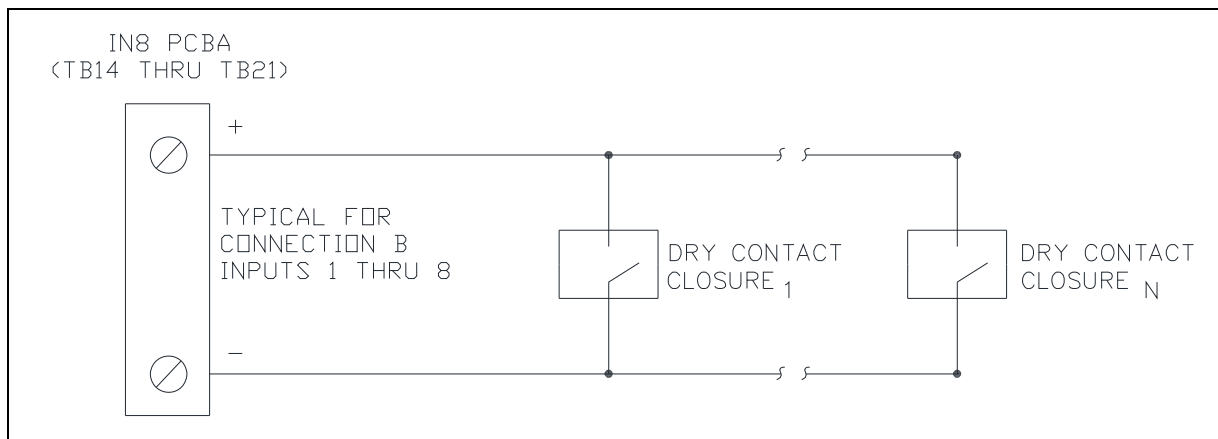 IN8 PCBA
(TB14 THRU TB21)
+
TYPICAL FOR
CONNECTION B
INPUTS 1 THRU 8
DRY CONTACT
CLOSURE 1
DRY CONTACT
CLOSURE N
-